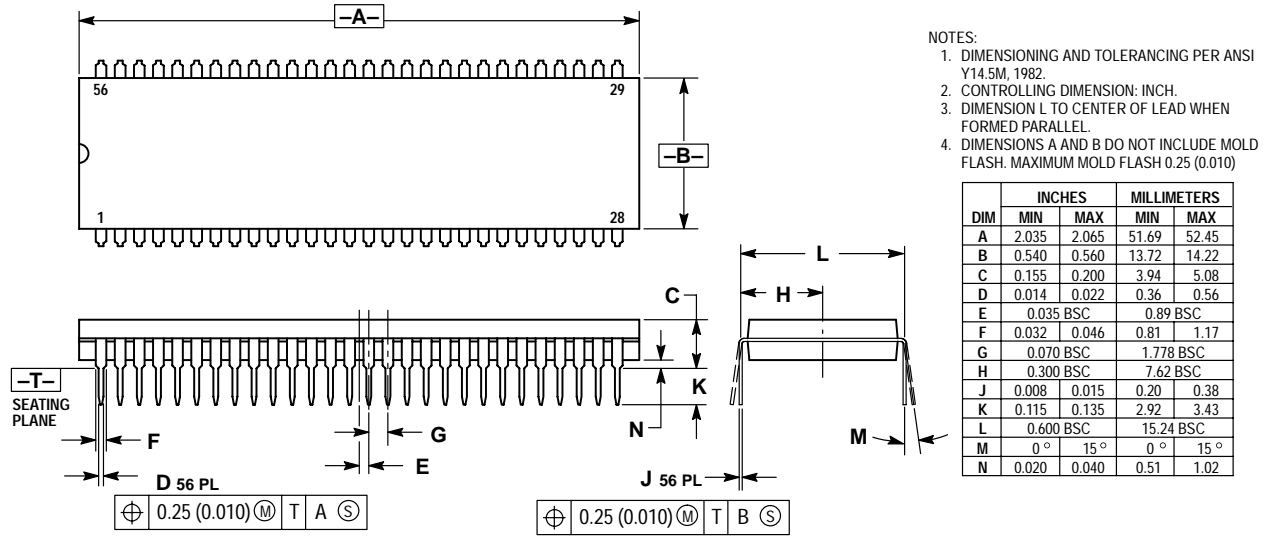 –A–
56 29
1 28
–B–
L
H
C
K
–T–
SEATING
PLANE
N
G
M
F
E
D 56 PL
J 56 PL
⌖ 0.25 (0.010) Ⓜ T A Ⓢ
⌖ 0.25 (0.010) Ⓜ T B Ⓢ
NOTES:
1. DIMENSIONING AND TOLERANCING PER ANSI
Y14.5M, 1982.
2. CONTROLLING DIMENSION: INCH.
3. DIMENSION L TO CENTER OF LEAD WHEN
FORMED PARALLEL.
4. DIMENSIONS A AND B DO NOT INCLUDE MOLD
FLASH. MAXIMUM MOLD FLASH 0.25 (0.010)
INCHES MILLIMETERS
DIM MIN MAX MIN MAX
A 2.035 2.065 51.69 52.45
B 0.540 0.560 13.72 14.22
C 0.155 0.200 3.94 5.08
D 0.014 0.022 0.36 0.56
E 0.035 BSC 0.89 BSC
F 0.032 0.046 0.81 1.17
G 0.070 BSC 1.778 BSC
H 0.300 BSC 7.62 BSC
J 0.008 0.015 0.20 0.38
K 0.115 0.135 2.92 3.43
L 0.600 BSC 15.24 BSC
M 0 ° 15 ° 0 ° 15 °
N 0.020 0.040 0.51 1.02